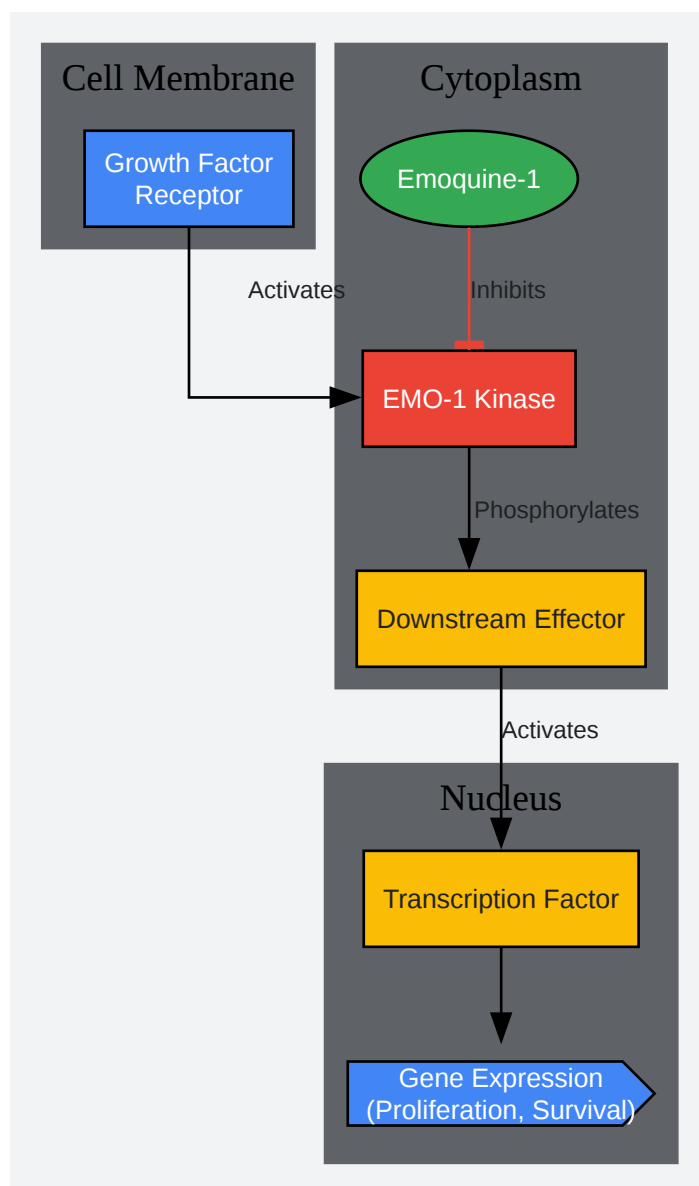 Cell Membrane
Growth Factor
Receptor
Cytoplasm
Emoquine-1
Activates
Inhibits
EMO-1 Kinase
Phosphorylates
Downstream Effector
Activates
Nucleus
Transcription Factor
Gene Expression
(Proliferation, Survival)